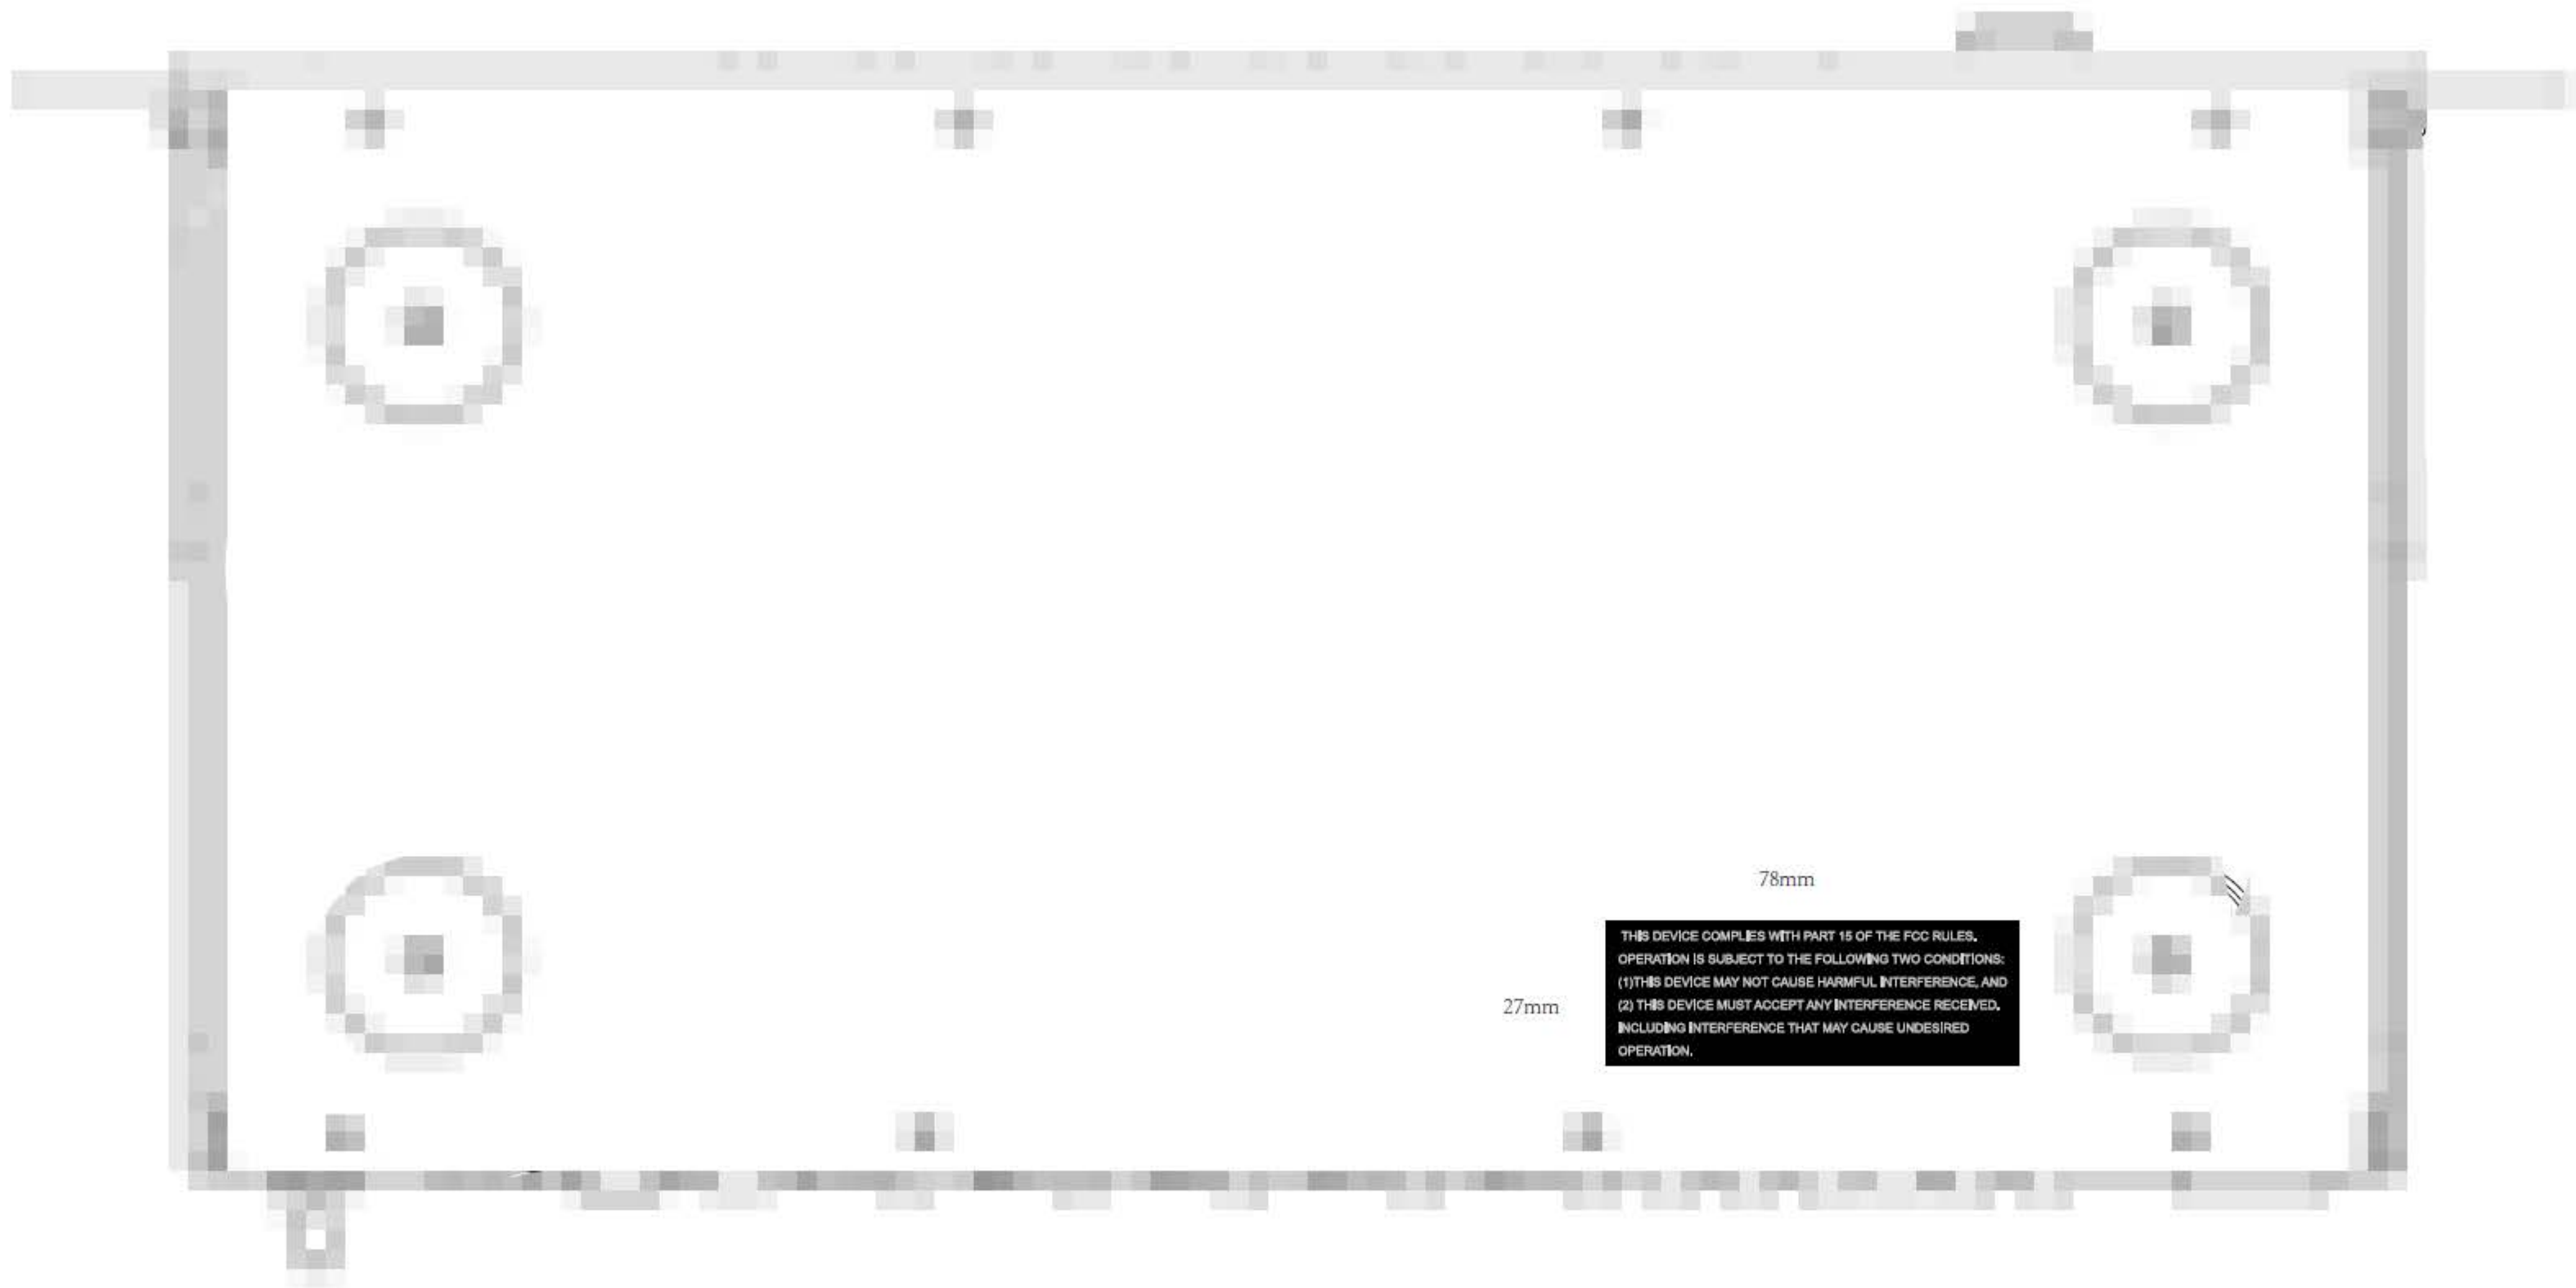 78mm
27mm
THIS DEVICE COMPLIES WITH PART 15 OF THE FCC RULES.
OPERATION IS SUBJECT TO THE FOLLOWING TWO CONDITIONS:
(1)THIS DEVICE MAY NOT CAUSE HARMFUL INTERFERENCE, AND
(2) THIS DEVICE MUST ACCEPT ANY INTERFERENCE RECEIVED.
INCLUDING INTERFERENCE THAT MAY CAUSE UNDESIRED
OPERATION.